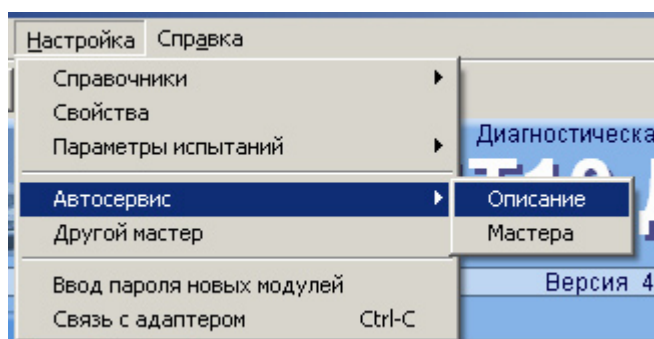 Настройка Справка
Справочники
Свойства
Параметры испытаний
Диагностическа
Автосервис
Описание
Другой мастер
Мастера
Ввод пароля новых модулей
Версия 4
Связь с адаптером Ctrl-C